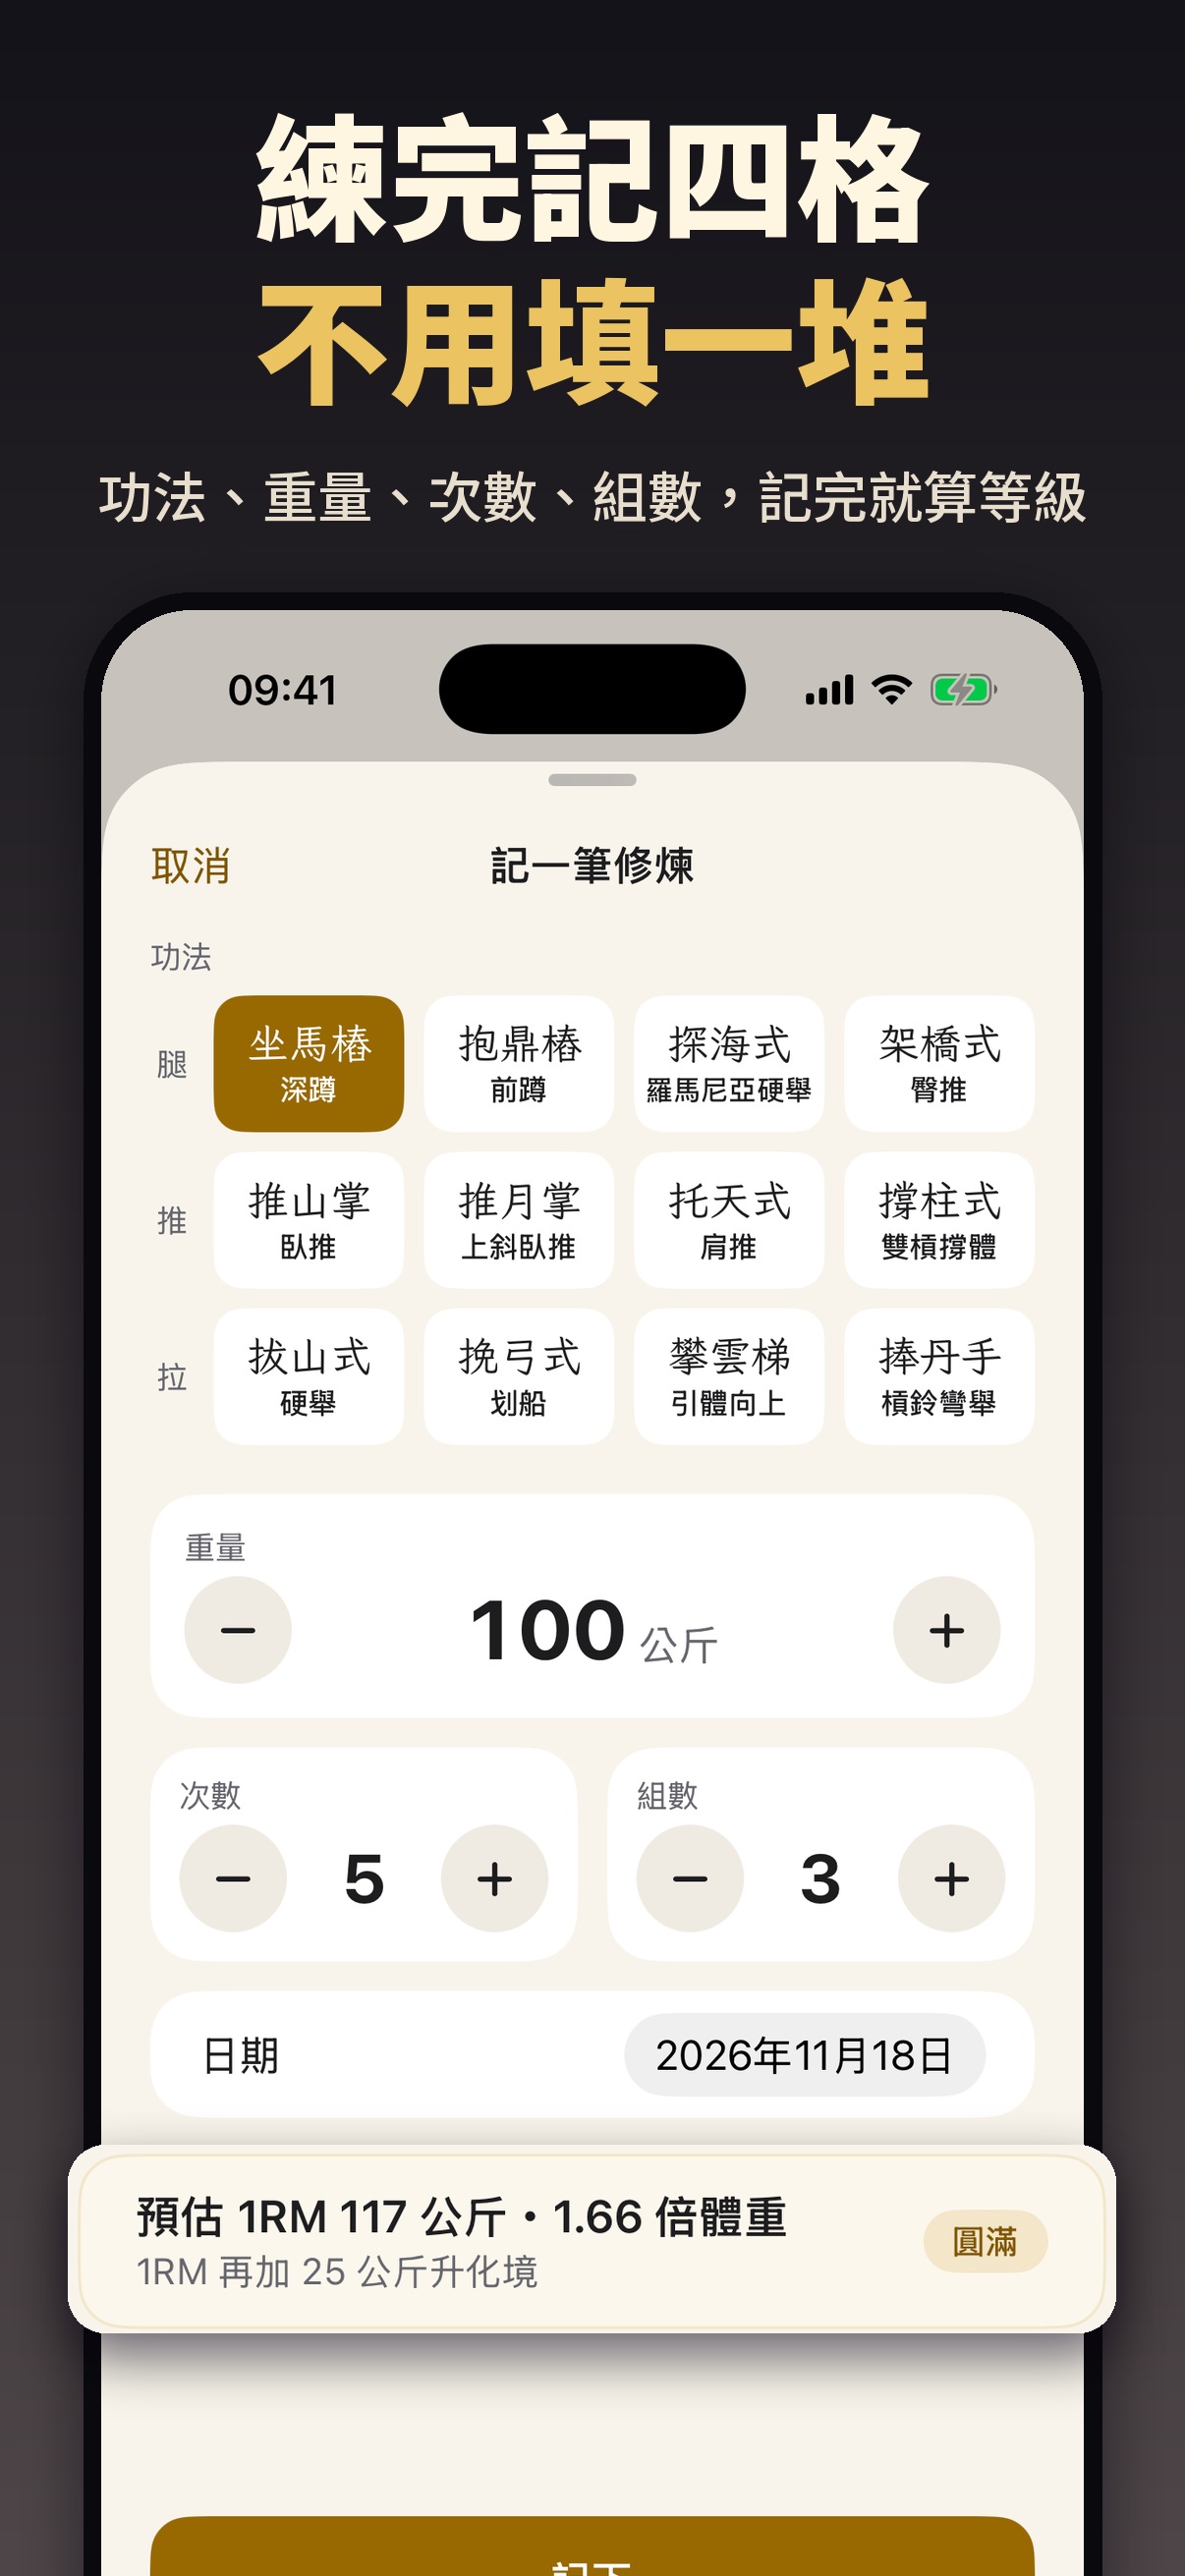 練完記四格
不用填一堆
功法、重量、次數、組數，記完就算等級
09:41
取消 記一筆修煉
功法
腿 坐馬樁 抱鼎樁 探海式 架橋式
深蹲 前蹲 羅馬尼亞硬舉 臀推
推 推山掌 推月掌 托天式 撐柱式
臥推 上斜臥推 肩推 雙槓撐體
拉 拔山式 挽弓式 攀雲梯 捧丹手
硬舉 划船 引體向上 槓鈴彎舉
重量
− 100 公斤 +
次數 組數
− 5 + − 3 +
日期 2026年11月18日
預估 1RM 117 公斤・1.66 倍體重
1RM 再加 25 公斤升化境
圓滿
記下